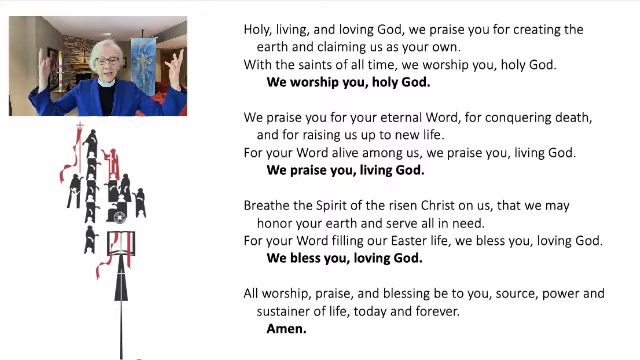 Holy, living, and loving God, we praise you for creating the
earth and claiming us as your own.
With the saints of all time, we worship you, holy God.
We worship you, holy God.
We praise you for your eternal Word, for conquering death,
and for raising us up to new life.
For your Word alive among us, we praise you, living God.
We praise you, living God.
Breathe the Spirit of the risen Christ on us, that we may
honor your earth and serve all in need.
For your Word filling our Easter life, we bless you, loving God.
We bless you, loving God.
All worship, praise, and blessing be to you, source, power and
sustainer of life, today and forever.
Amen.